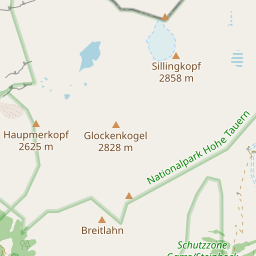 Sillingkopf
2858 m
Haupmerkopf
2625 m
Glockenkogel
2828 m
Nationalpark Hohe Tauern
Breitlahn
Schutzzone